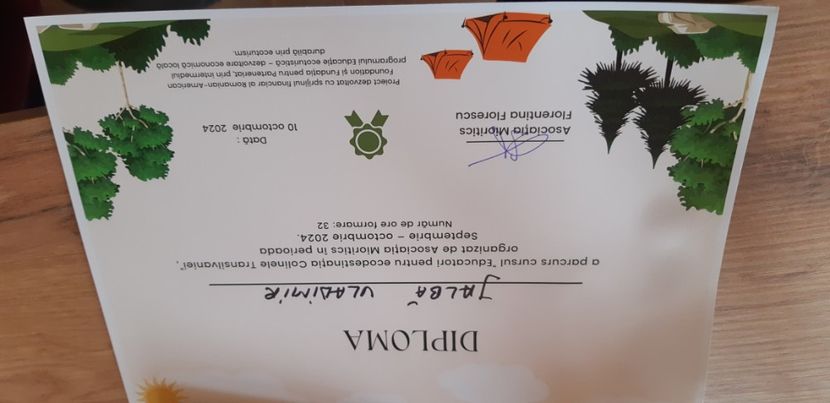 DIPLOMA
JALBĂ VLADIMIR
a parcurs cursul "Educatori pentru ecodestinația Colinele Transilvaniei",
organizat de Asociația Mioritics în perioada
Septembrie – octombrie 2024.
Număr de ore formare: 32
Asociația Mioritics
Florentina Florescu
Dată :
10 octombrie 2024
Proiect dezvoltat cu sprijinul financiar al Romanian-American
Foundation și Fundației pentru Parteneriat, prin intermediul
programului Educație ecoturistică – dezvoltare economică locală
durabilă prin ecoturism.